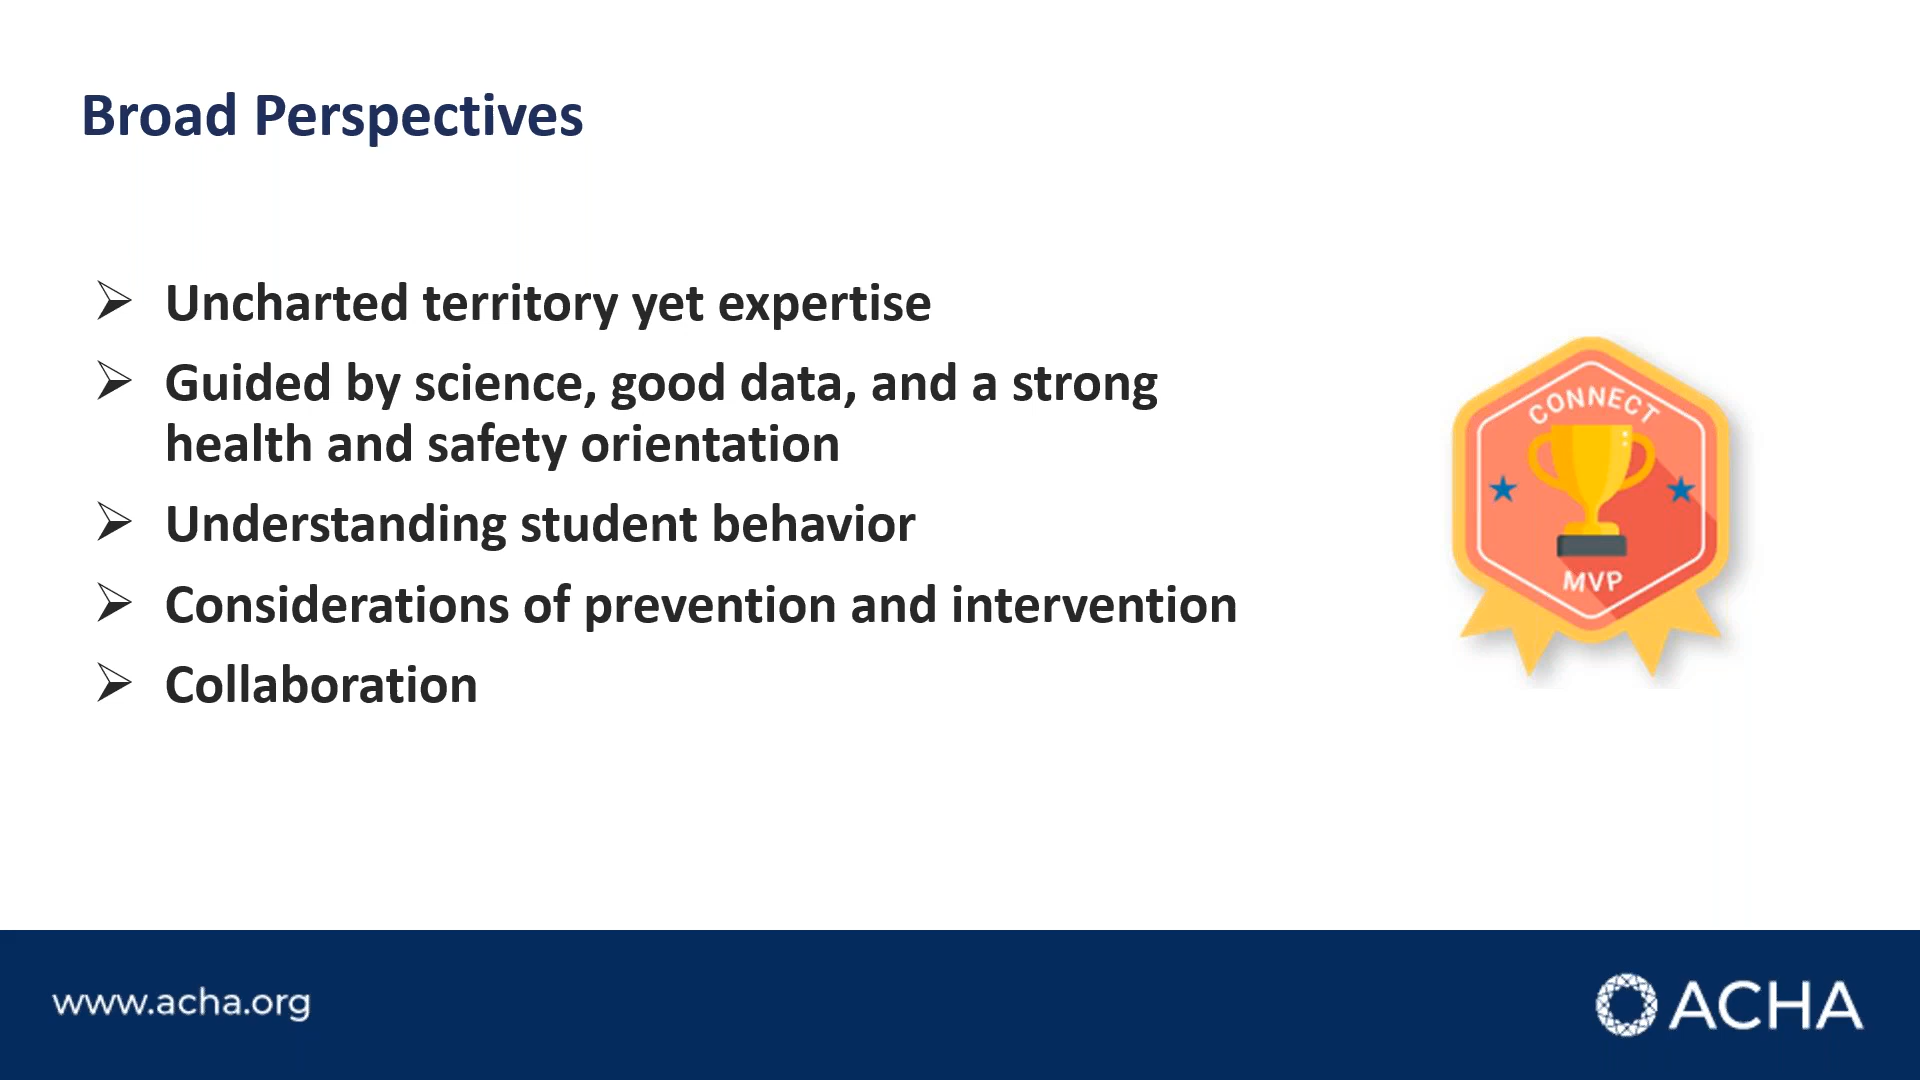 Broad Perspectives
Uncharted territory yet expertise
Guided by science, good data, and a strong
health and safety orientation
Understanding student behavior
Considerations of prevention and intervention
Collaboration
CONNECT
MVP
www.acha.org
ACHA